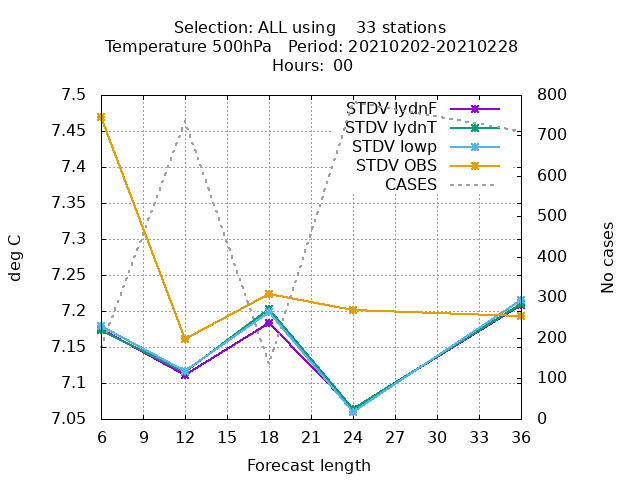 Selection: ALL using    33 stations
Temperature 500hPa   Period: 20210202-20210228
Hours:  00
7.5
7.45
7.4
7.35
7.3
7.25
7.2
7.15
7.1
7.05
deg C
800
700
600
500
400
300
200
100
0
No cases
STDV lydnF
STDV lydnT
STDV lowp
STDV OBS
CASES
6 9 12 15 18 21 24 27 30 33 36
Forecast length